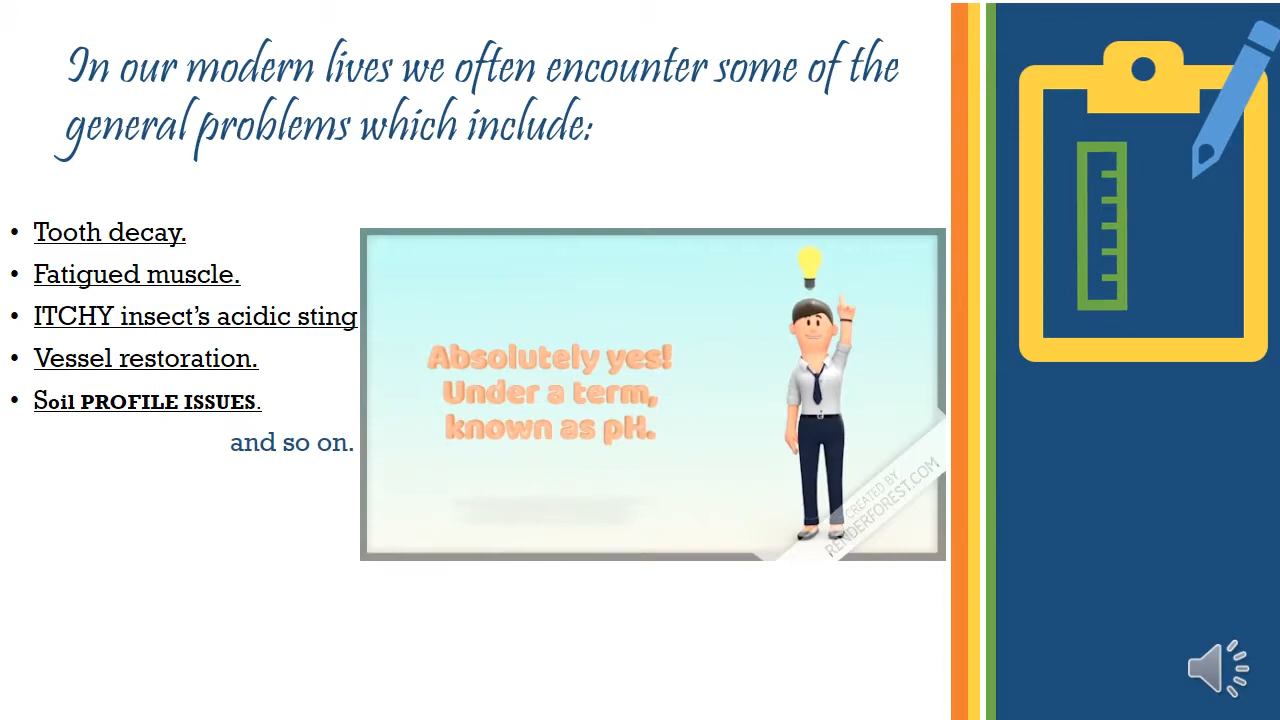 In our modern lives we often encounter some of the
general problems which include:
• Tooth decay.
• Fatigued muscle.
• ITCHY insect's acidic sting
• Vessel restoration.
• Soil PROFILE ISSUES.
and so on.
Absolutely yes!
Under a term,
known as pH.
CREATED BY
RENDERFOREST.COM